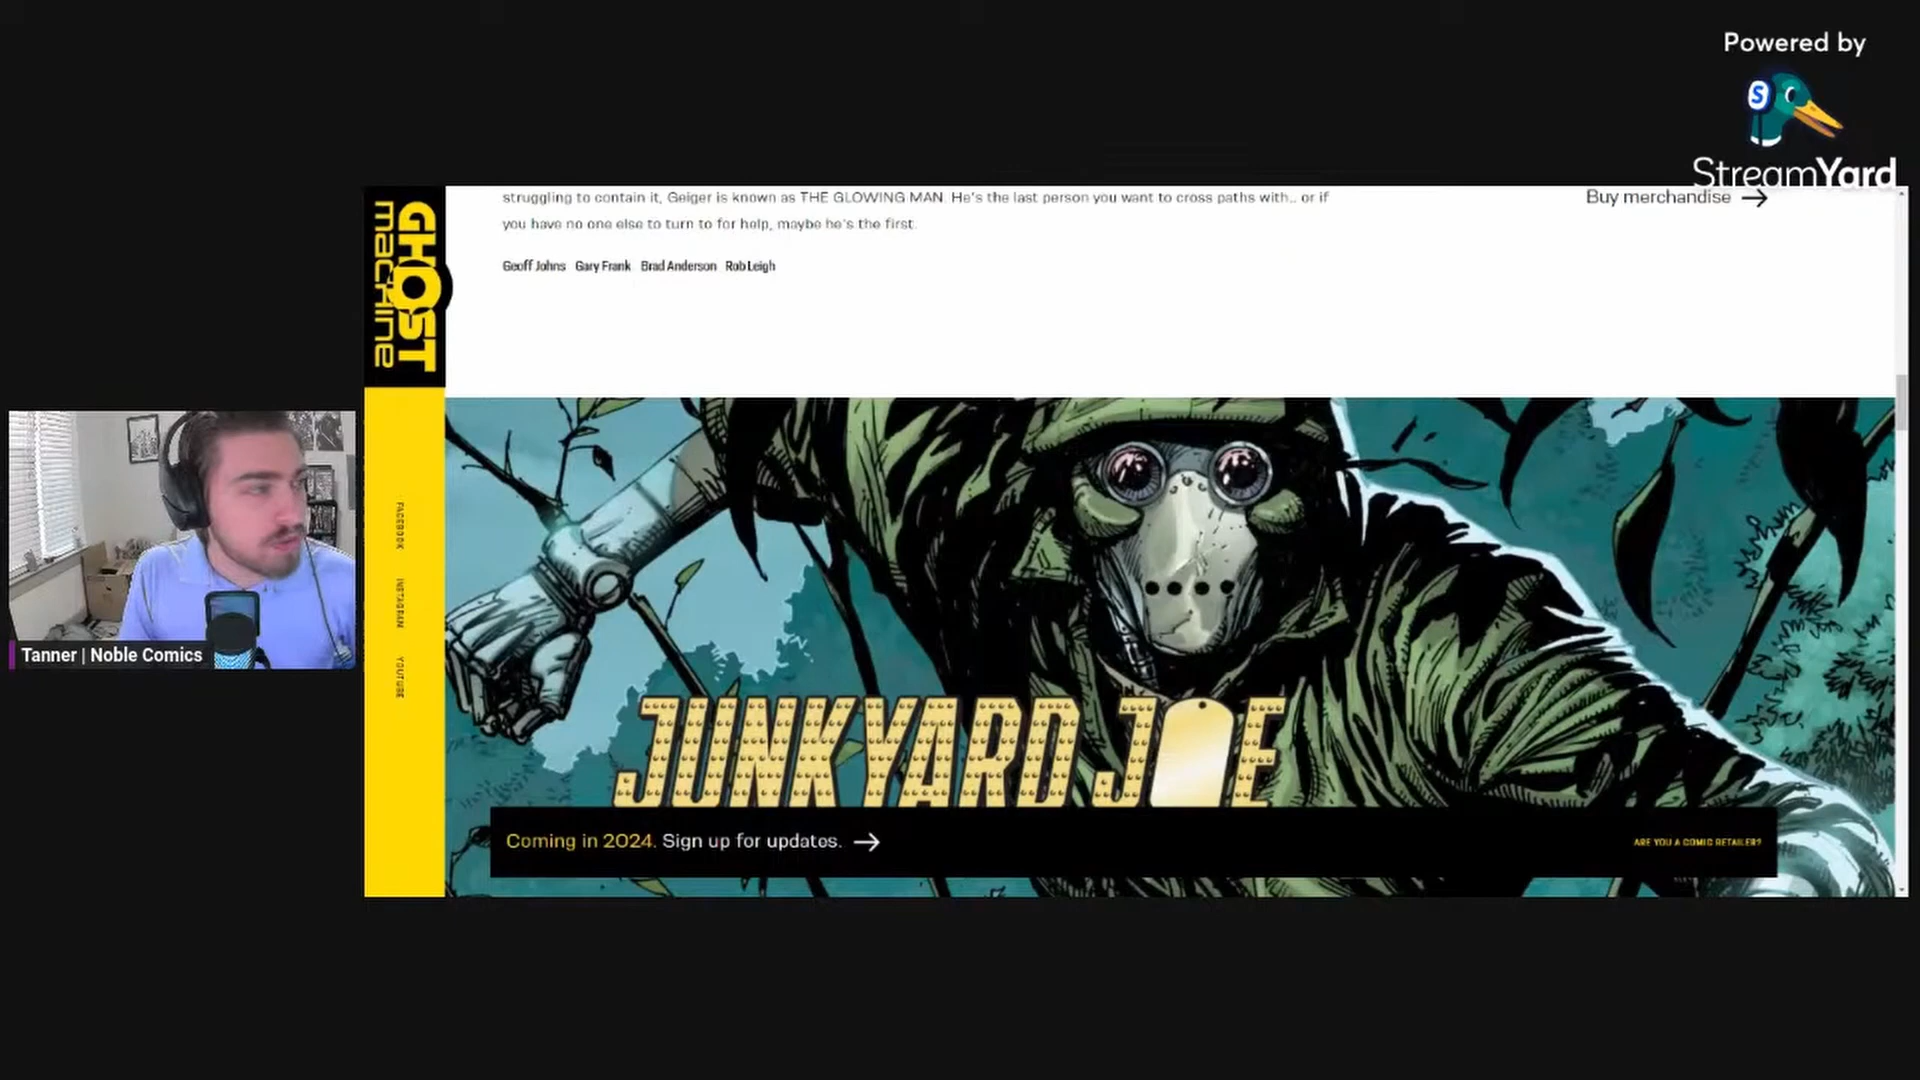 Powered by
S
StreamYard
GHOST
machine
struggling to contain it, Geiger is known as THE GLOWING MAN. He's the last person you want to cross paths with... or if
you have no one else to turn to for help, maybe he's the first.
Buy merchandise →
Geoff Johns Gary Frank Brad Anderson Rob Leigh
FACEBOOK
INSTAGRAM
YOUTUBE
Tanner | Noble Comics
JUNKYARD JOE
Coming in 2024. Sign up for updates. →
ARE YOU A COMIC RETAILER?